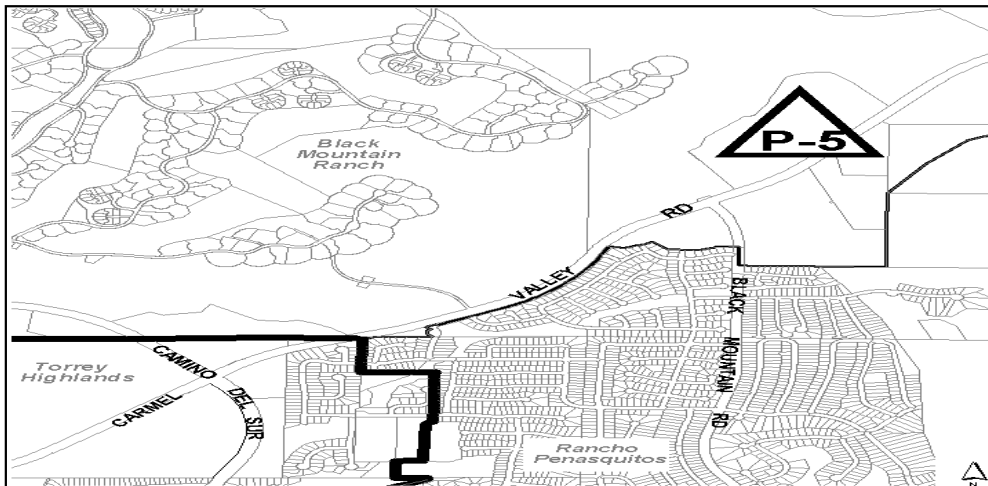 Black
Mountain
Ranch
P-5
CARMEL VALLEY RD
BLACK MOUNTAIN RD
Torrey
Highlands
CAMINO DEL SUR
Rancho
Penasquitos
N